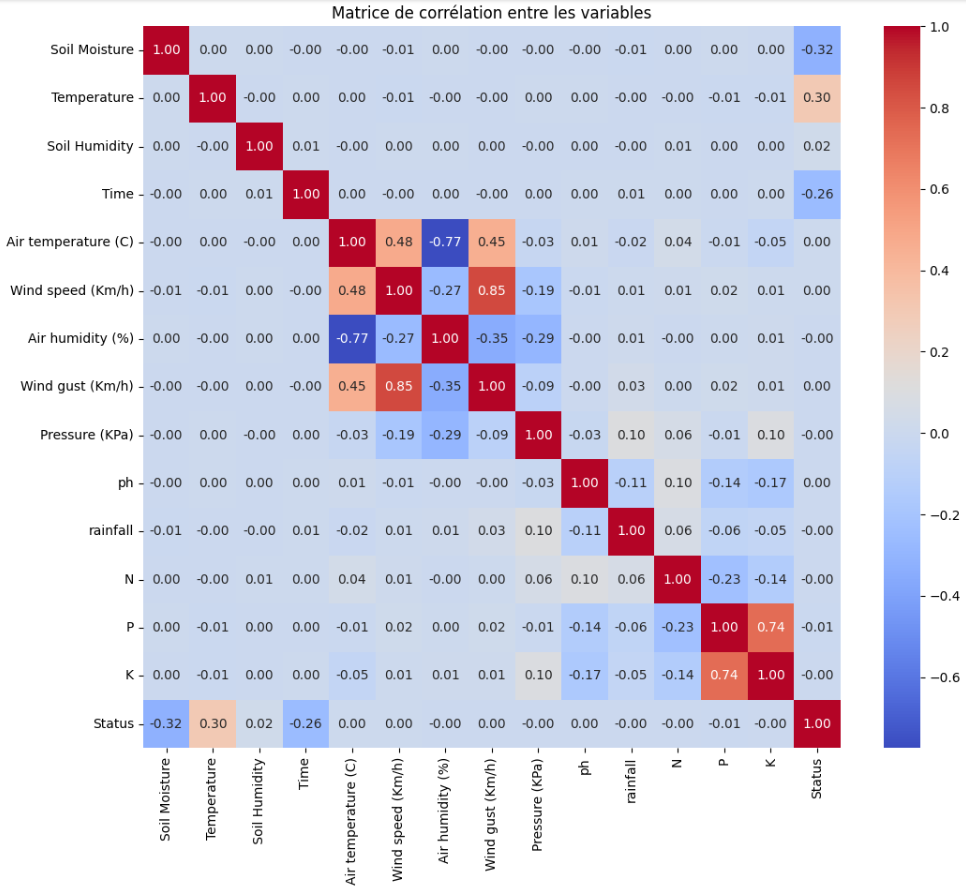 Matrice de corrélation entre les variables
Soil Moisture 1.00 0.00 0.00 -0.00 -0.00 -0.01 0.00 -0.00 -0.00 -0.00 -0.01 0.00 0.00 0.00 -0.32
Temperature 0.00 1.00 -0.00 0.00 0.00 -0.01 -0.00 0.00 0.00 0.00 -0.00 -0.00 -0.01 -0.01 0.30
Soil Humidity 0.00 -0.00 1.00 0.01 -0.00 0.00 0.00 0.00 -0.00 0.00 -0.00 0.01 0.00 0.00 0.02
Time -0.00 0.00 0.01 1.00 0.00 -0.00 0.00 -0.00 0.00 0.00 0.01 0.00 0.00 0.00 -0.26
Air temperature (C) -0.00 0.00 -0.00 0.00 1.00 0.48 -0.77 0.45 -0.03 0.01 -0.02 0.04 -0.01 -0.05 0.00
Wind speed (Km/h) -0.01 -0.01 0.00 -0.00 0.48 1.00 -0.27 0.85 -0.19 -0.01 0.01 0.01 0.02 0.01 0.00
Air humidity (%) 0.00 -0.00 0.00 0.00 -0.77 -0.27 1.00 -0.35 -0.29 -0.00 0.01 -0.00 0.00 0.01 -0.00
Wind gust (Km/h) -0.00 0.00 0.00 -0.00 0.45 0.85 -0.35 1.00 -0.09 -0.00 0.03 0.00 0.02 0.01 0.00
Pressure (KPa) -0.00 0.00 -0.00 0.00 -0.03 -0.19 -0.29 -0.09 1.00 -0.03 0.10 0.06 -0.01 0.10 -0.00
ph -0.00 0.00 0.00 0.00 0.01 -0.01 -0.00 -0.00 -0.03 1.00 -0.11 0.10 -0.14 -0.17 0.00
rainfall -0.01 -0.00 -0.00 0.01 -0.02 0.01 0.01 0.03 0.10 -0.11 1.00 0.06 -0.06 -0.05 -0.00
N 0.00 -0.00 0.01 0.00 0.04 0.01 -0.00 0.00 0.06 0.10 0.06 1.00 -0.23 -0.14 -0.00
P 0.00 -0.01 0.00 0.00 -0.01 0.02 0.00 0.02 -0.01 -0.14 -0.06 -0.23 1.00 0.74 -0.01
K 0.00 -0.01 0.00 0.00 -0.05 0.01 0.01 0.01 0.10 -0.17 -0.05 -0.14 0.74 1.00 -0.00
Status -0.32 0.30 0.02 -0.26 0.00 0.00 -0.00 0.00 -0.00 0.00 -0.00 -0.00 -0.01 -0.00 1.00
Soil Moisture
Temperature
Soil Humidity
Time
Air temperature (C)
Wind speed (Km/h)
Air humidity (%)
Wind gust (Km/h)
Pressure (KPa)
ph
rainfall
N
P
K
Status
1.0
0.8
0.6
0.4
0.2
0.0
−0.2
−0.4
−0.6